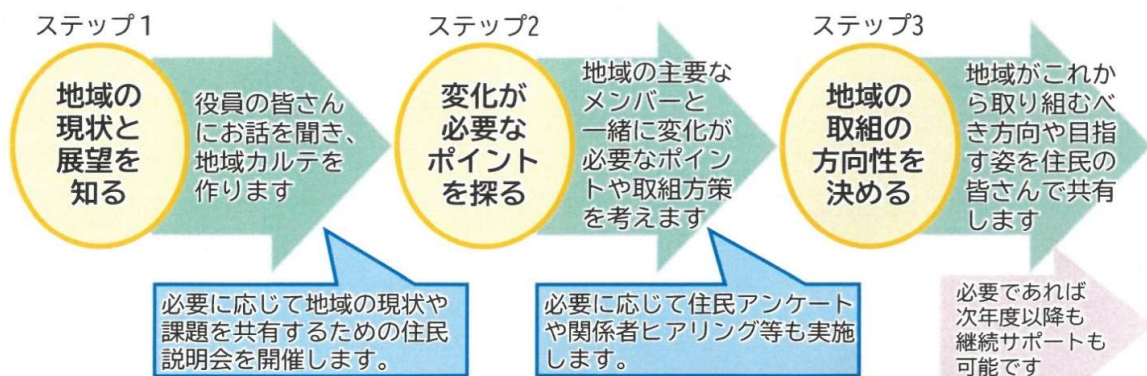 ステップ1
地域の
現状と
展望を
知る
役員の皆さん
にお話を聞き、
地域カルテを
作ります
必要に応じて地域の現状や
課題を共有するための住民
説明会を開催します。
ステップ2
変化が
必要な
ポイント
を探る
地域の主要な
メンバーと
一緒に変化が
必要なポイン
トや取組方策
を考えます
必要に応じて住民アンケート
や関係者ヒアリング等も実施
します。
ステップ3
地域の
取組の
方向性を
決める
地域がこれか
ら取り組むべ
き方向や目指
す姿を住民の
皆さんで共有
します
必要であれば
次年度以降も
継続サポートも
可能です